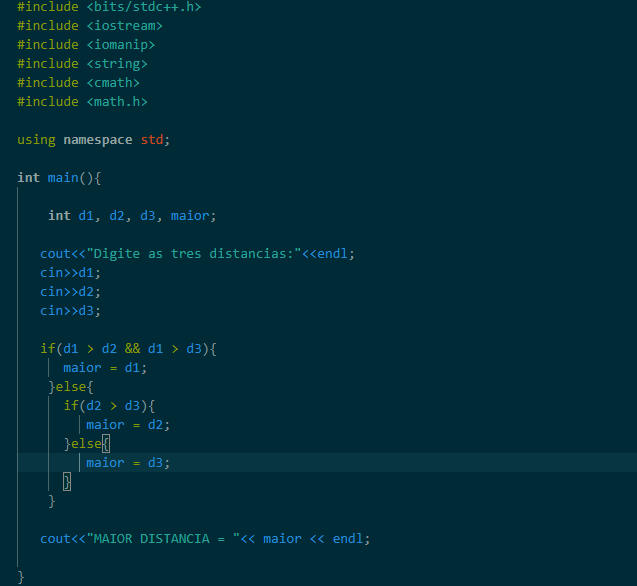 #include <bits/stdc++.h>
#include <iostream>
#include <iomanip>
#include <string>
#include <cmath>
#include <math.h>
using namespace std;
int main(){
int d1, d2, d3, maior;
cout<<"Digite as tres distancias:"<<endl;
cin>>d1;
cin>>d2;
cin>>d3;
if(d1 > d2 && d1 > d3){
maior = d1;
}else{
if(d2 > d3){
maior = d2;
}else{
maior = d3;
}
}
cout<<"MAIOR DISTANCIA = "<< maior << endl;
}